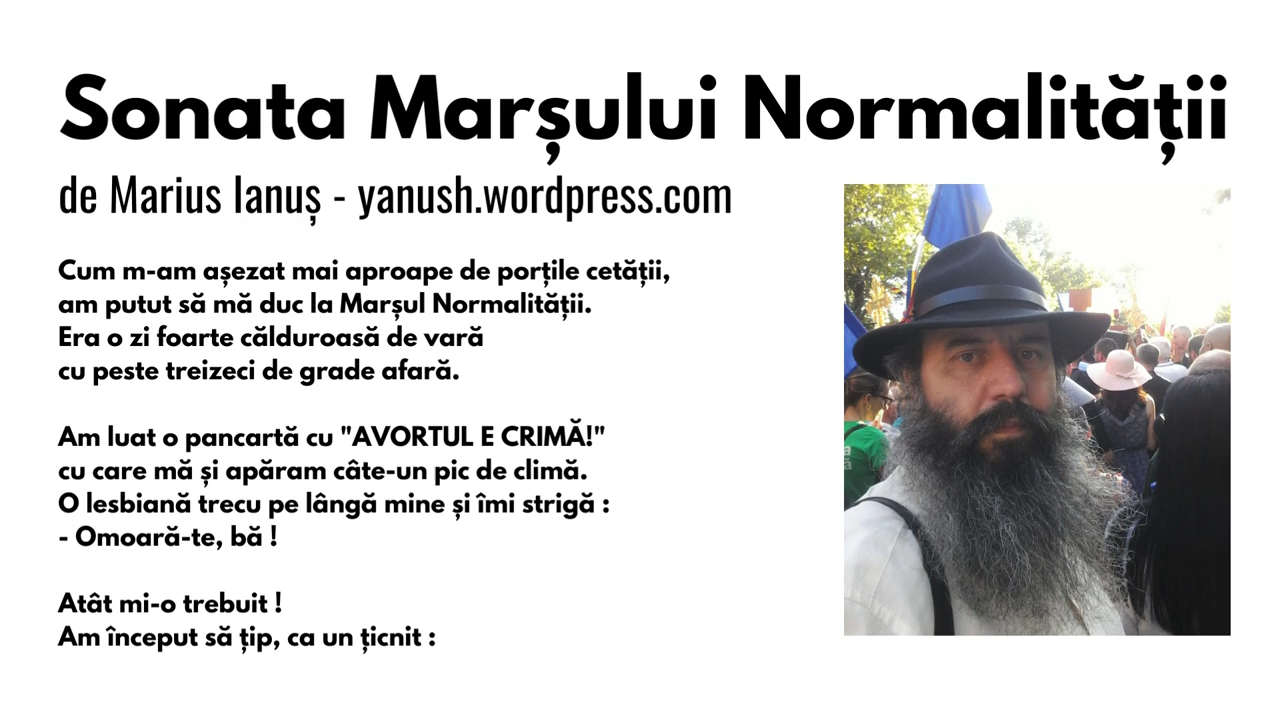 Sonata Marșului Normalității
de Marius Ianuș - yanush.wordpress.com
Cum m-am așezat mai aproape de porțile cetății,
am putut să mă duc la Marșul Normalității.
Era o zi foarte călduroasă de vară
cu peste treizeci de grade afară.
Am luat o pancartă cu "AVORTUL E CRIMĂ!"
cu care mă și apăram câte-un pic de climă.
O lesbiană trecu pe lângă mine și îmi strigă :
- Omoară-te, bă !
Atât mi-o trebuit !
Am început să țip, ca un țicnit :